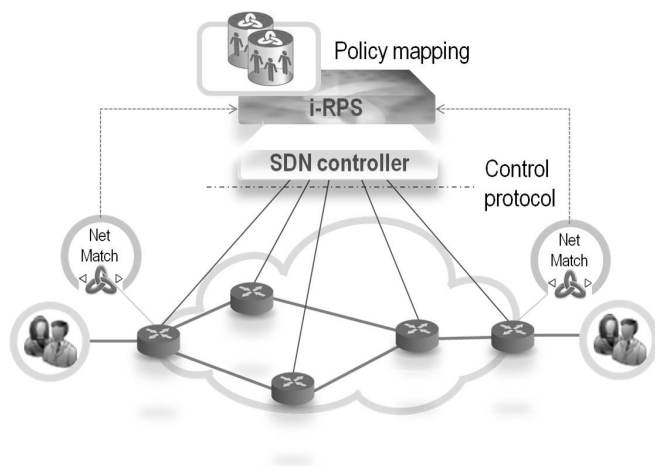 Policy mapping
i-RPS
SDN controller
Control
protocol
Net
Match
Net
Match